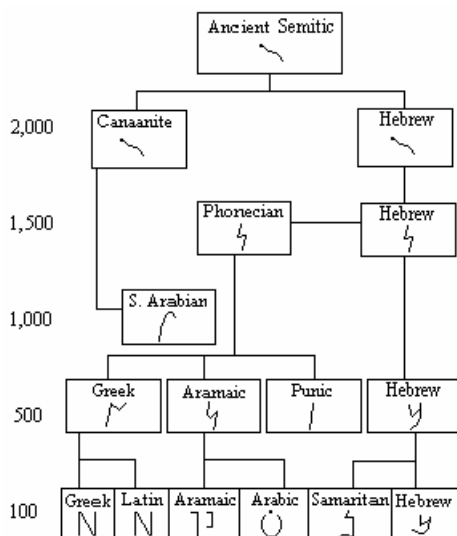 Ancient Semitic
2,000
Canaanite
Hebrew
1,500
Phonecian
Hebrew
S. Arabian
1,000
Greek
Aramaic
Punic
Hebrew
500
100
Greek
Latin
Aramaic
Arabic
Samaritan
Hebrew